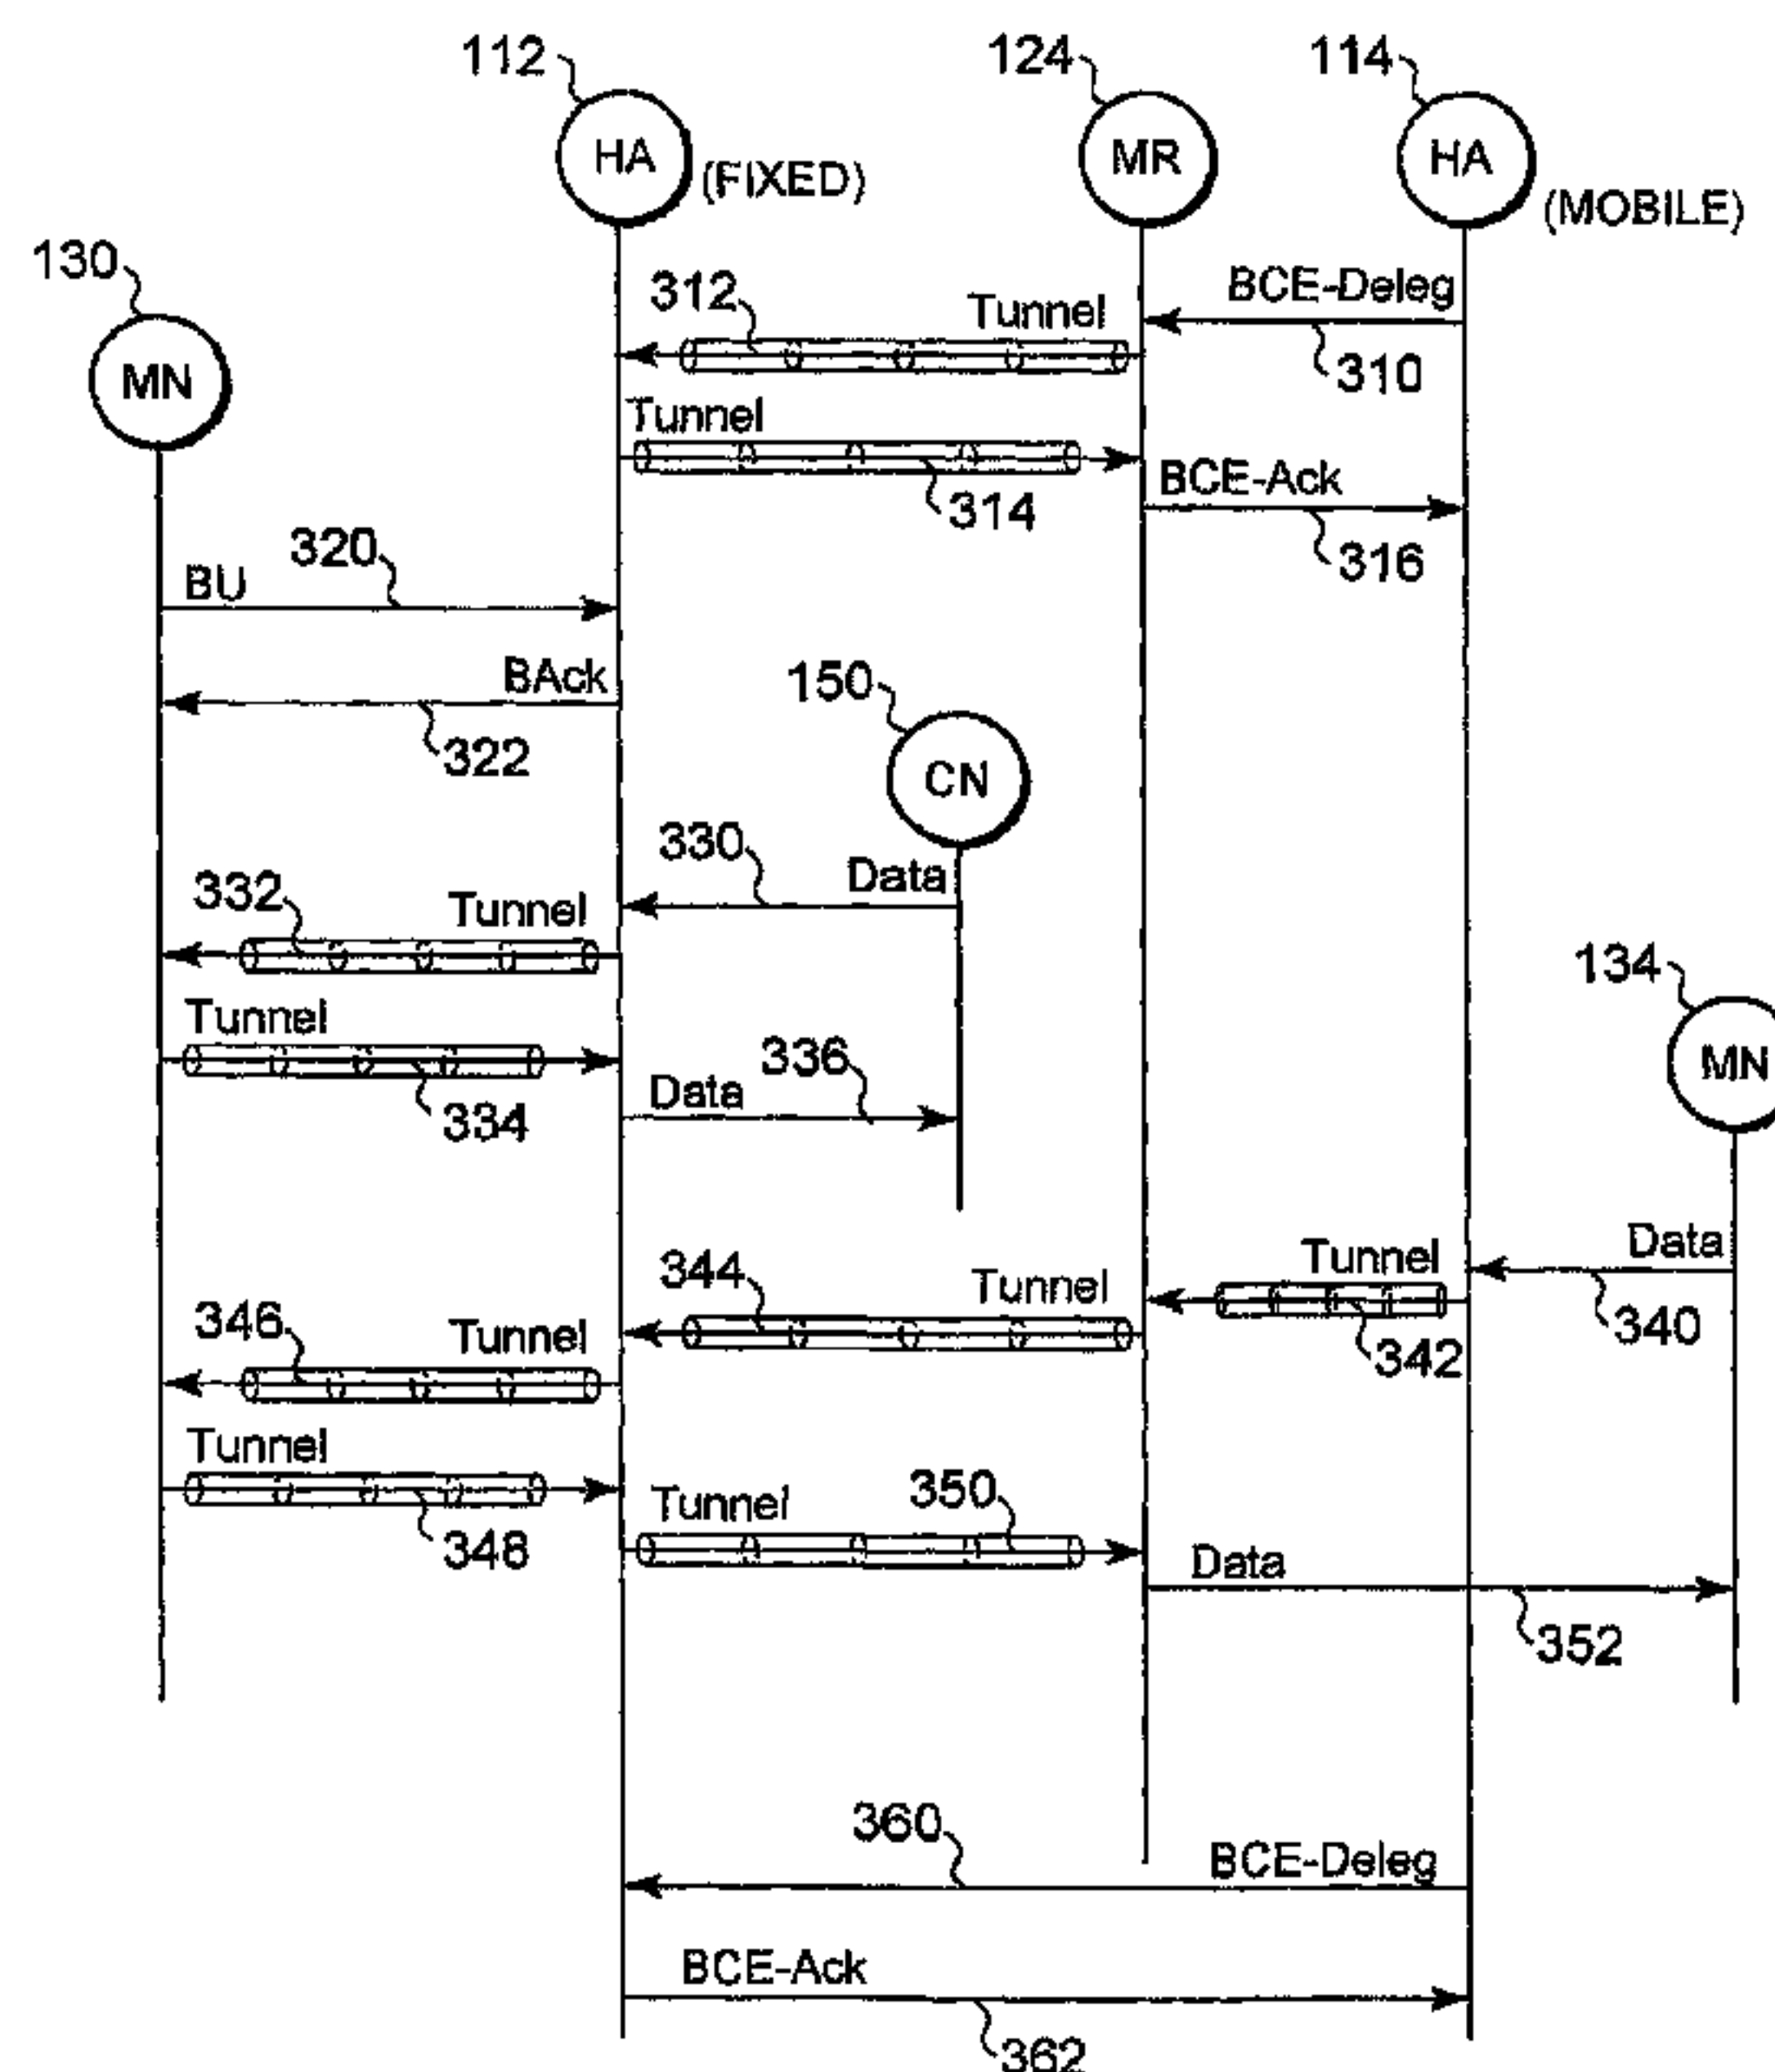 112
124
114
HA
(FIXED)
MR
HA
(MOBILE)
130
MN
BCE-Deleg
312
Tunnel
310
Tunnel
314
BCE-Ack
316
320
BU
BAck
322
150
CN
330
Data
332
Tunnel
134
MN
Tunnel
334
336
Data
Data
340
Tunnel
342
344
Tunnel
346
Tunnel
Tunnel
348
Tunnel
350
Data
352
360
BCE-Deleg
BCE-Ack
362